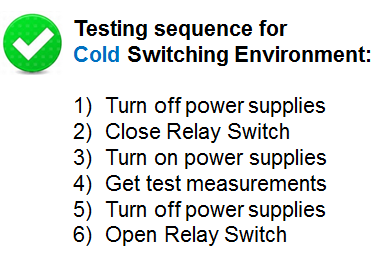 Testing sequence for
Cold Switching Environment:
1) Turn off power supplies
2) Close Relay Switch
3) Turn on power supplies
4) Get test measurements
5) Turn off power supplies
6) Open Relay Switch